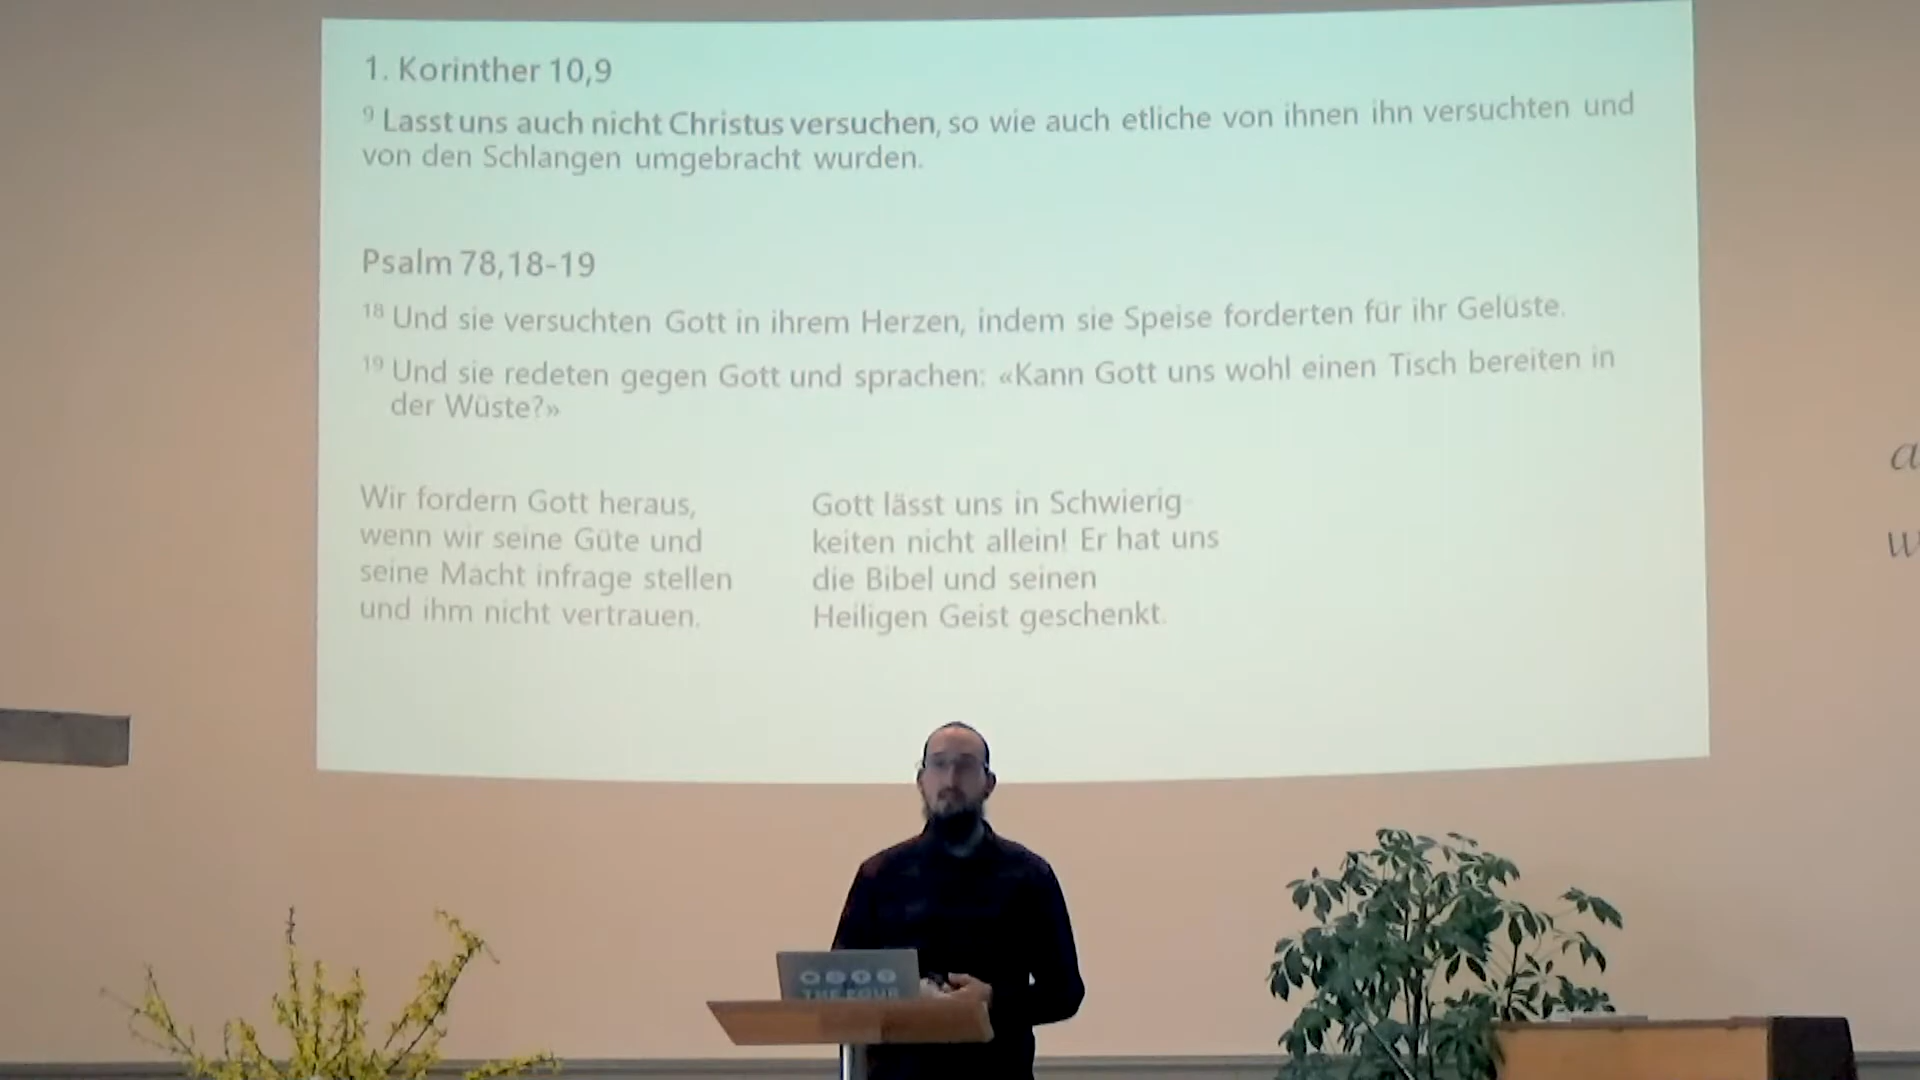 1. Korinther 10,9
9 Lasst uns auch nicht Christus versuchen, so wie auch etliche von ihnen ihn versuchten und
von den Schlangen umgebracht wurden.
Psalm 78,18-19
18 Und sie versuchten Gott in ihrem Herzen, indem sie Speise forderten für ihr Gelüste.
19 Und sie redeten gegen Gott und sprachen: «Kann Gott uns wohl einen Tisch bereiten in
der Wüste?»
Wir fordern Gott heraus,
wenn wir seine Güte und
seine Macht infrage stellen
und ihm nicht vertrauen.
Gott lässt uns in Schwierig-
keiten nicht allein! Er hat uns
die Bibel und seinen
Heiligen Geist geschenkt.
a
w
THE FOUR